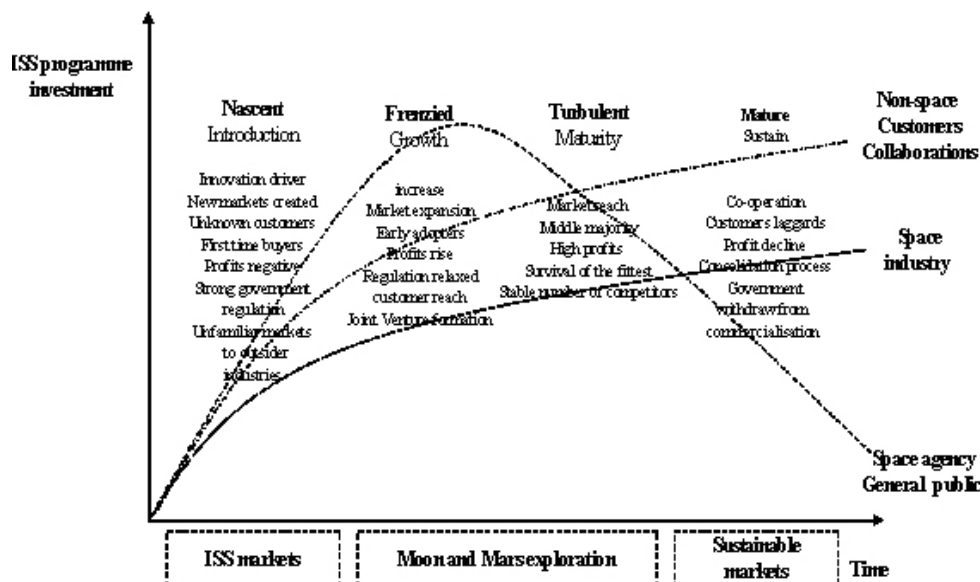 ISS programme
investment
Nascent
Introduction
Innovation driver
New markets created
Unknown customers
First time buyers
Profits negative
Strong government
regulation
Unfamiliar markets
to outsider
industries
Frenzied
Growth
increase
Market expansion
Early adopters
Profits rise
Regulation relaxed
customer reach
Joint Venture formation
Turbulent
Maturity
Market reach
Middle majority
High profits
Survival of the fittest
Stable number of competitors
Mature
Sustain
Co-operation
Customers laggards
Profit decline
Consolidation process
Government
withdraw from
commercialisation
Non-space
Customers
Collaborations
Space
industry
Space agency
General public
ISS markets
Moon and Mars exploration
Sustainable
markets
Time